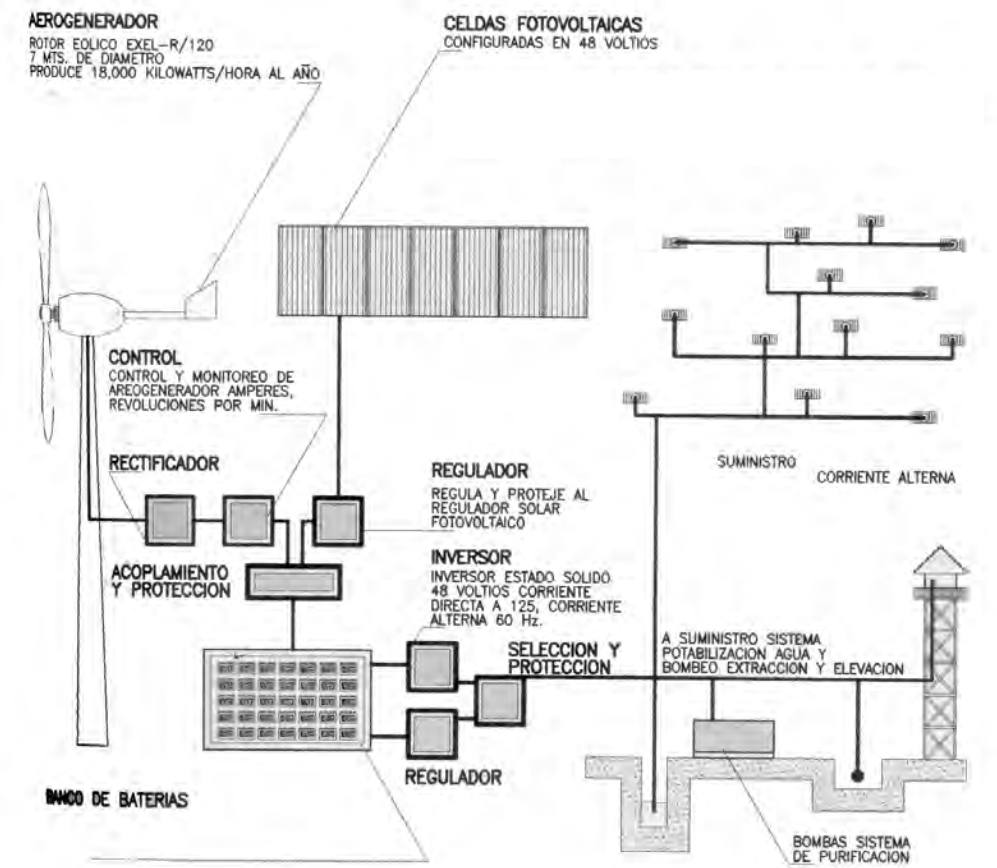 AEROGENERADOR
ROTOR EOLICO EXEL-R/120
7 MTS. DE DIAMETRO
PRODUCE 18,000 KILOWATTS/HORA AL AÑO
CELDAS FOTOVOLTAICAS
CONFIGURADAS EN 48 VOLTIOS
CONTROL
CONTROL Y MONITOREO DE
AREOGENERADOR AMPERES,
REVOLUCIONES POR MIN.
RECTIFICADOR
REGULADOR
REGULA Y PROTEJE AL
REGULADOR SOLAR
FOTOVOLTAICO
SUMINISTRO
CORRIENTE ALTERNA
ACOPLAMIENTO
Y PROTECCION
INVERSOR
INVERSOR ESTADO SOLIDO
48 VOLTIOS CORRIENTE
DIRECTA A 125, CORRIENTE
ALTERNA 60 Hz.
SELECCION Y
PROTECCION
A SUMINISTRO SISTEMA
POTABILIZACION AGUA Y
BOMBEO EXTRACCION Y ELEVACION
REGULADOR
BANCO DE BATERIAS
BOMBAS SISTEMA
DE PURIFICACION